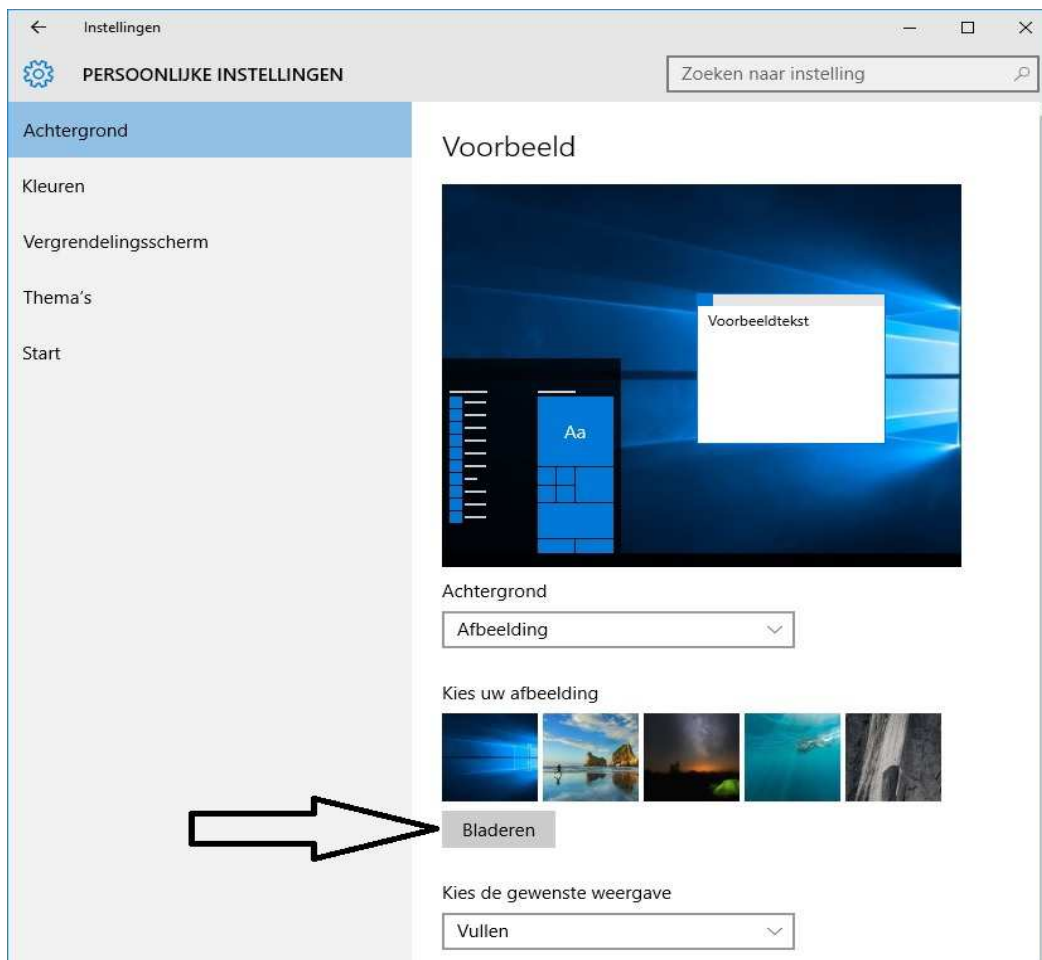 Instellingen
PERSOONLIJKE INSTELLINGEN
Zoeken naar instelling
Achtergrond
Kleuren
Vergrendelingsscherm
Thema's
Start
Voorbeeld
Voorbeeldtekst
Aa
Achtergrond
Afbeelding
Kies uw afbeelding
Bladeren
Kies de gewenste weergave
Vullen